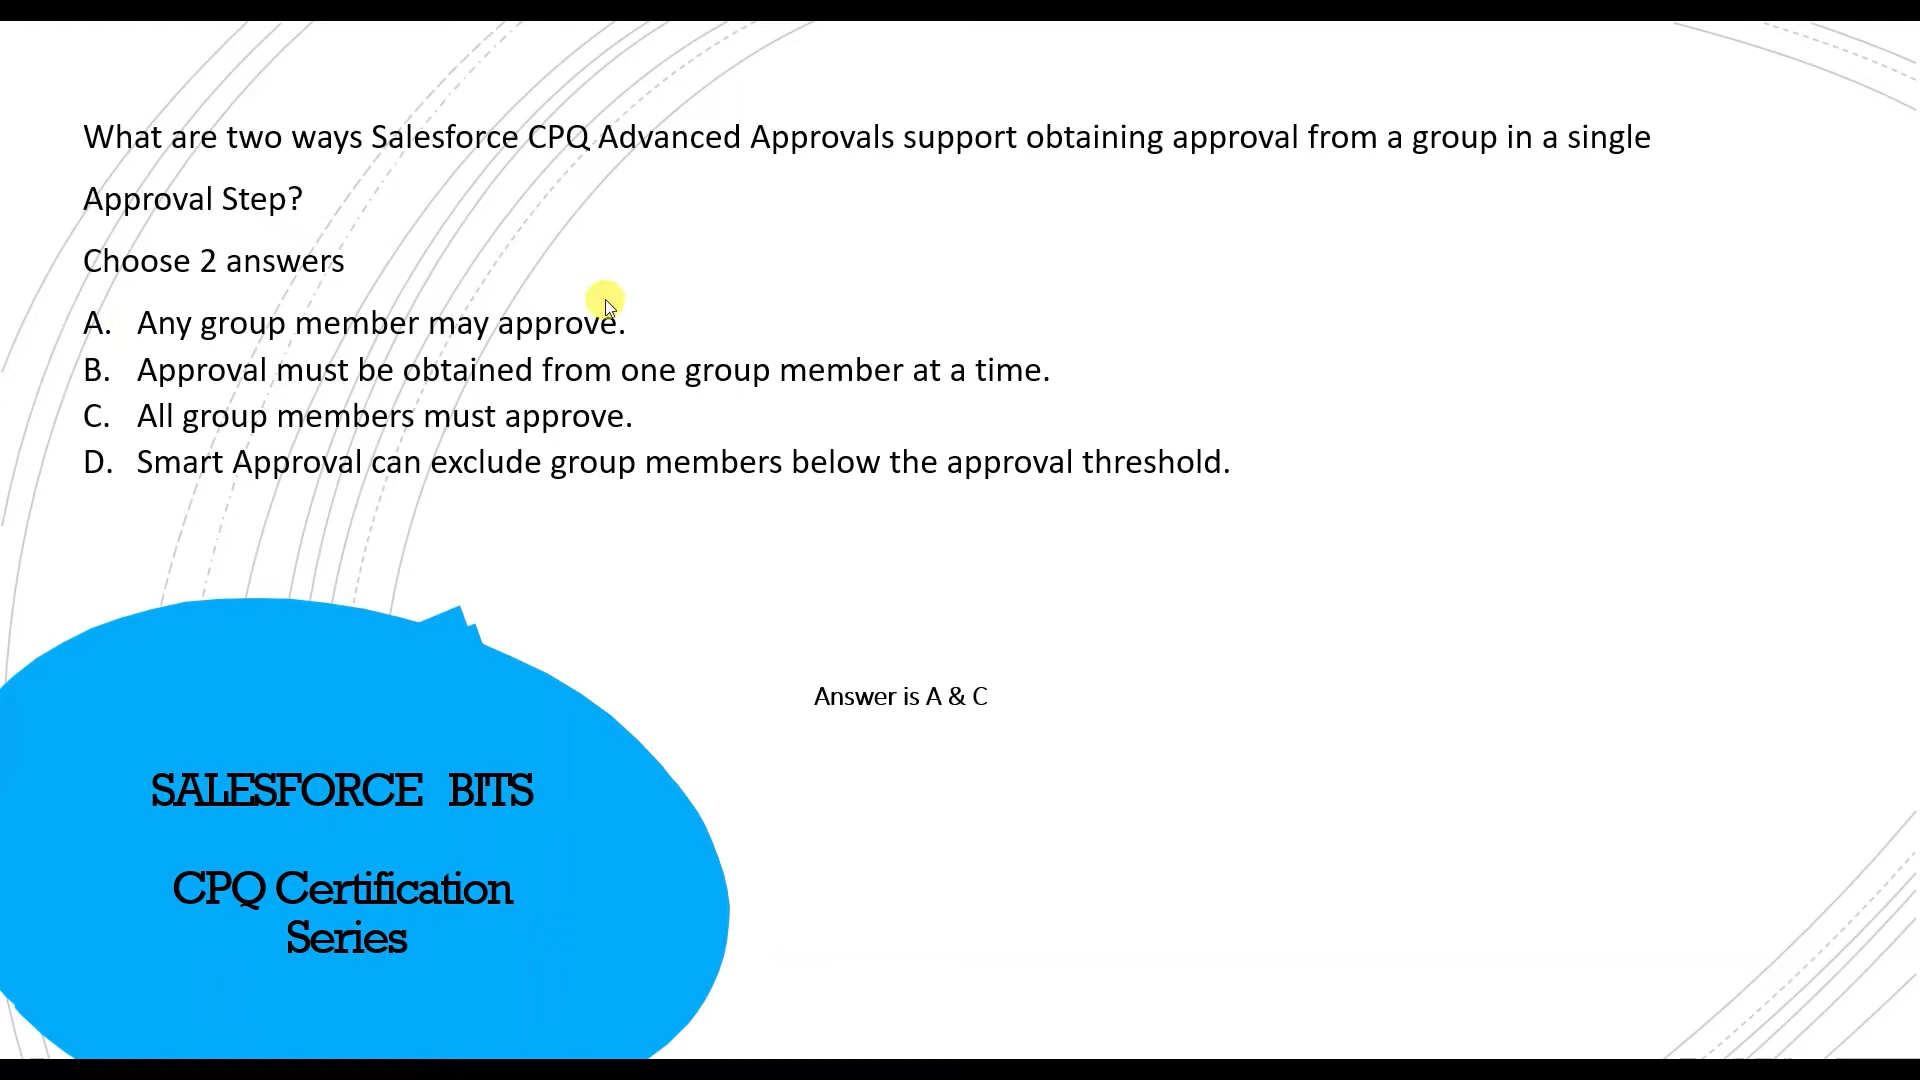 What are two ways Salesforce CPQ Advanced Approvals support obtaining approval from a group in a single
Approval Step?
Choose 2 answers
A. Any group member may approve.
B. Approval must be obtained from one group member at a time.
C. All group members must approve.
D. Smart Approval can exclude group members below the approval threshold.
Answer is A & C
SALESFORCE BITS
CPQ Certification
Series